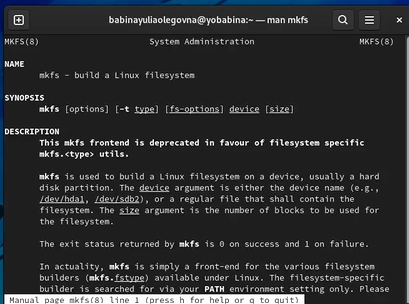 babinayuliaolegovna@yobabina:~ — man mkfs
MKFS(8) System Administration MKFS(8)
NAME
mkfs - build a Linux filesystem
SYNOPSIS
mkfs [options] [-t type] [fs-options] device [size]
DESCRIPTION
This mkfs frontend is deprecated in favour of filesystem specific
mkfs.<type> utils.
mkfs is used to build a Linux filesystem on a device, usually a hard
disk partition. The device argument is either the device name (e.g.,
/dev/hda1, /dev/sdb2), or a regular file that shall contain the
filesystem. The size argument is the number of blocks to be used for
the filesystem.
The exit status returned by mkfs is 0 on success and 1 on failure.
In actuality, mkfs is simply a front-end for the various filesystem
builders (mkfs.fstype) available under Linux. The filesystem-specific
builder is searched for via your PATH environment setting only. Please
Manual page mkfs(8) line 1 (press h for help or q to quit)